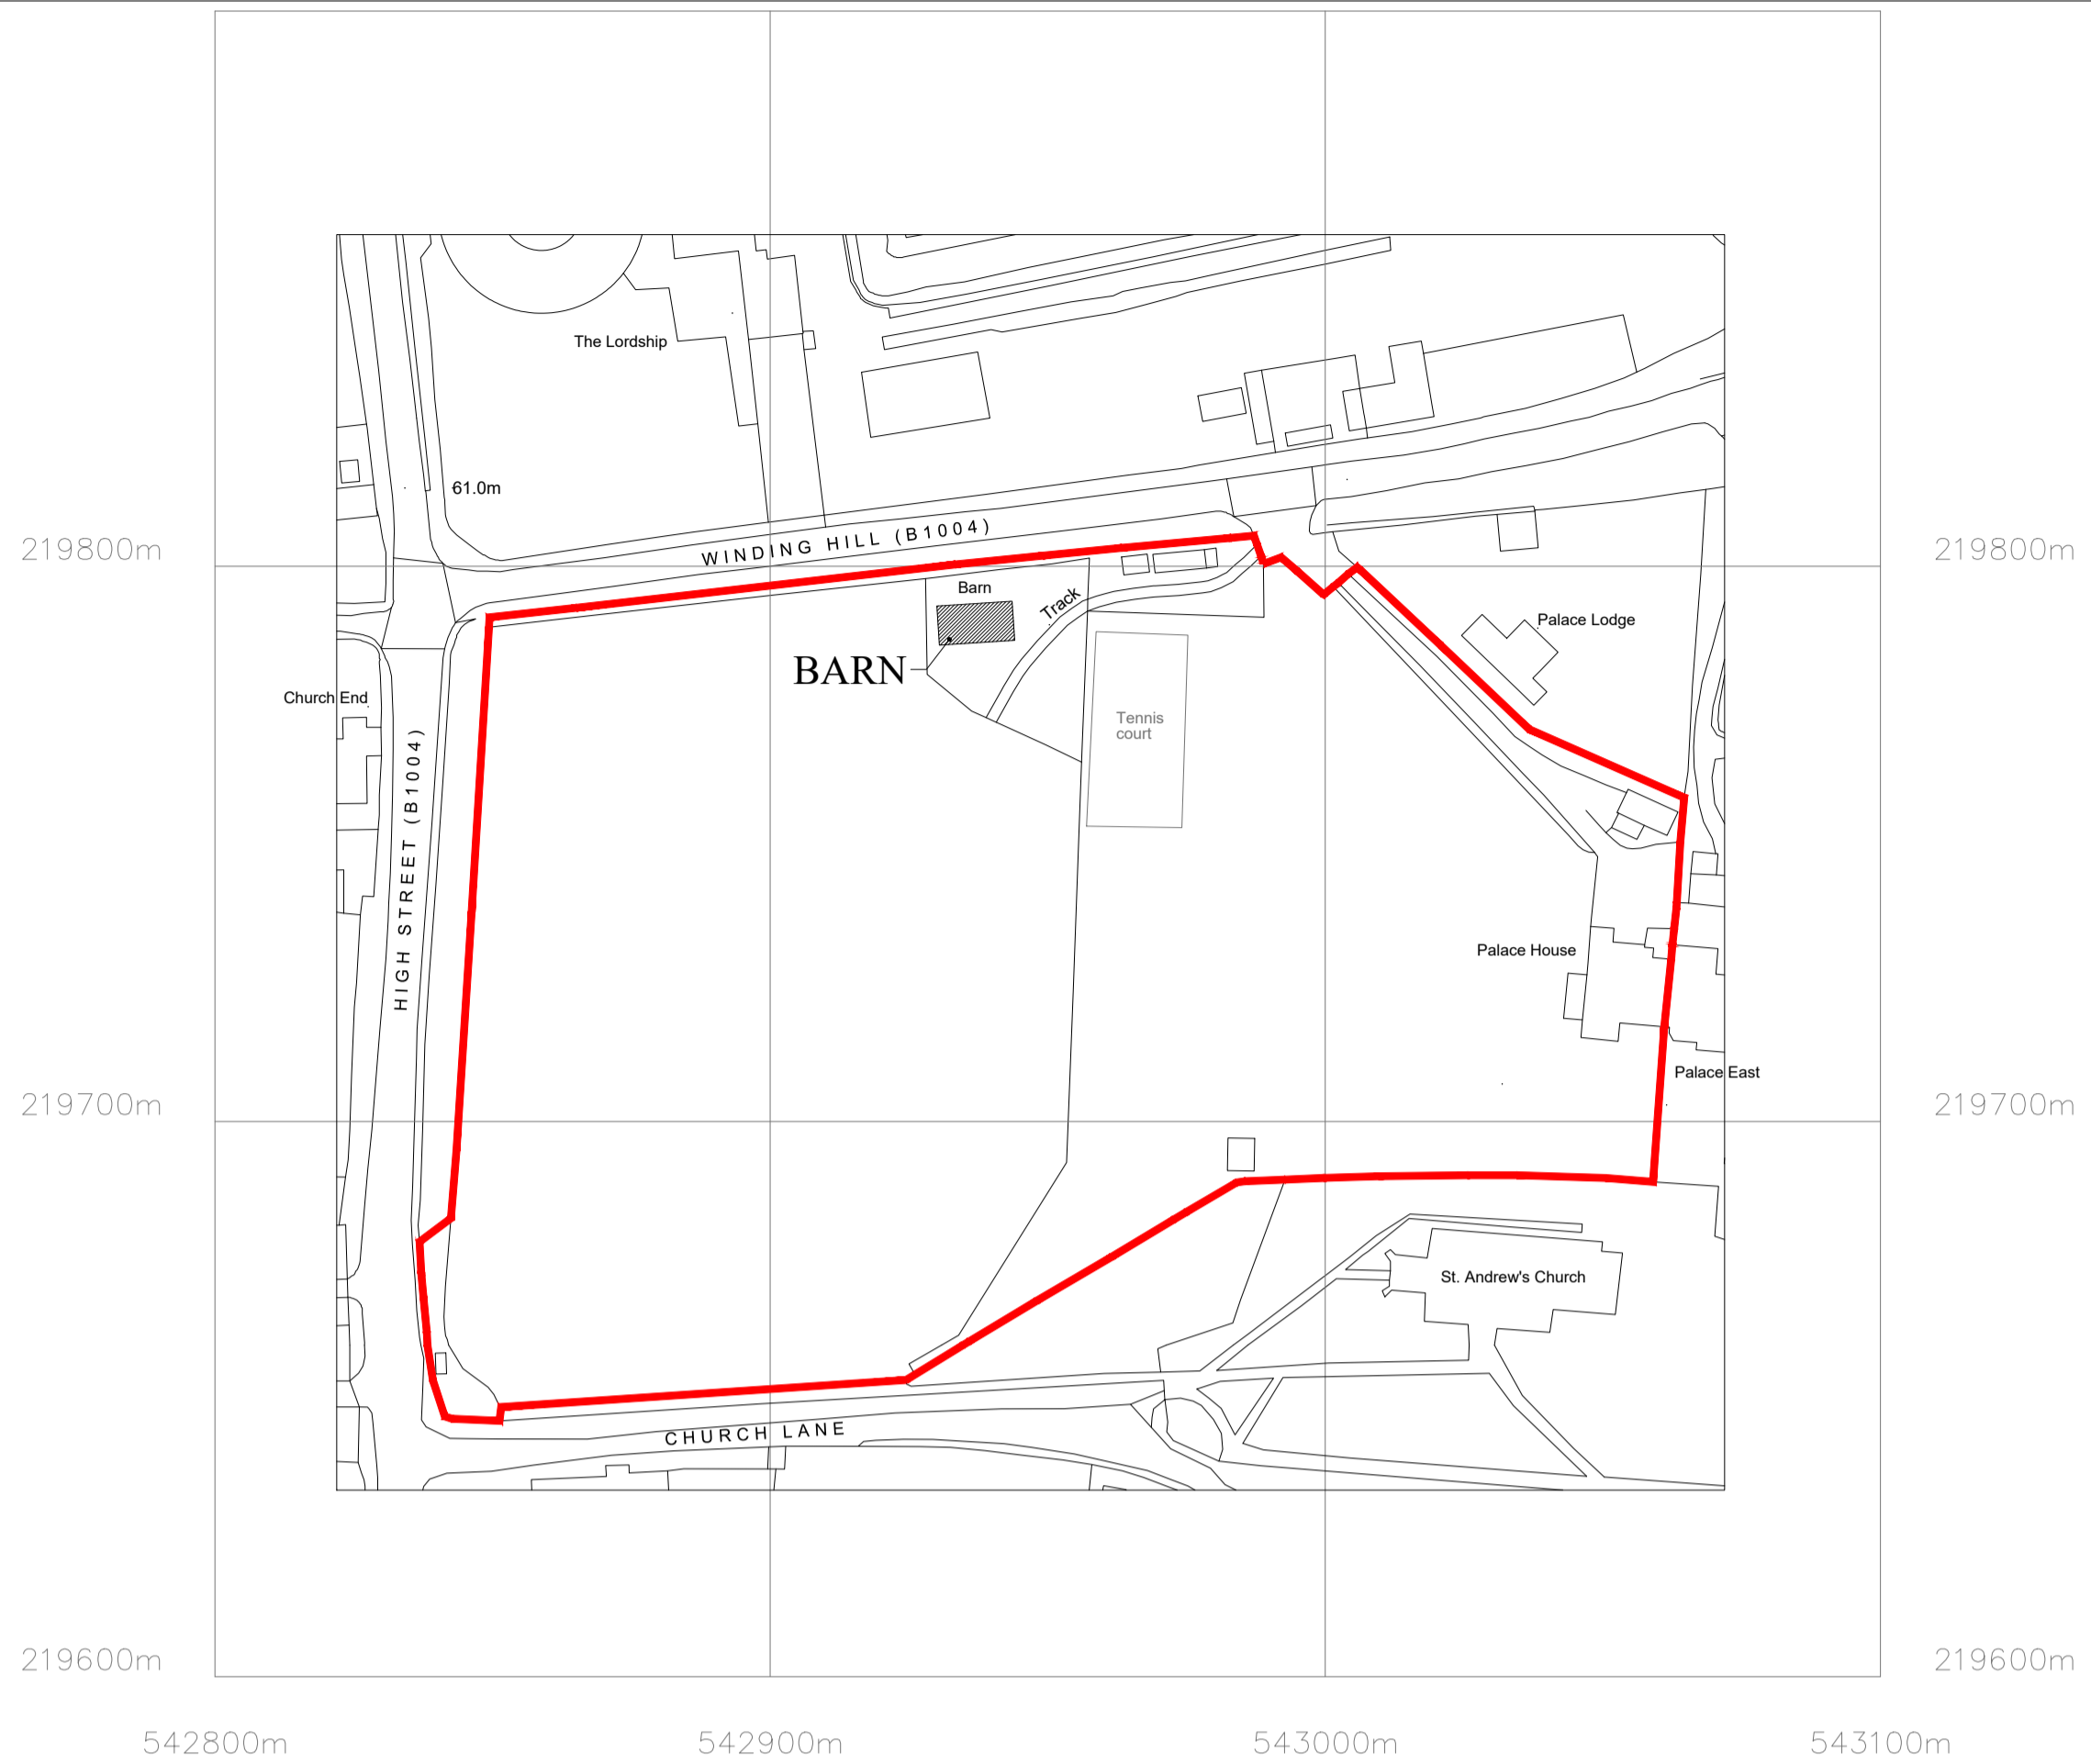 The Lordship
61.0m
WINDING HILL (B1004)
219800m
219800m
Barn
Track
Palace Lodge
BARN
Church End
Tennis
court
HIGH STREET (B1004)
Palace House
Palace East
219700m
219700m
St. Andrew's Church
CHURCH LANE
219600m
219600m
542800m
542900m
543000m
543100m